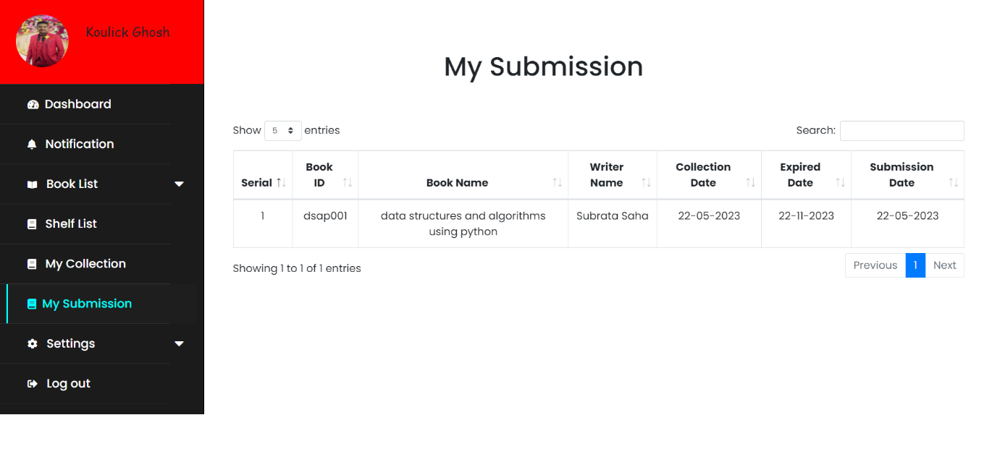 Koulick Ghosh
Dashboard
Notification
Book List
Shelf List
My Collection
My Submission
Settings
Log out
My Submission
Show 5 entries
Search:
Serial Book ID Book Name Writer Name Collection Date Expired Date Submission Date
1 dsap001 data structures and algorithms using python Subrata Saha 22-05-2023 22-11-2023 22-05-2023
Showing 1 to 1 of 1 entries
Previous 1 Next